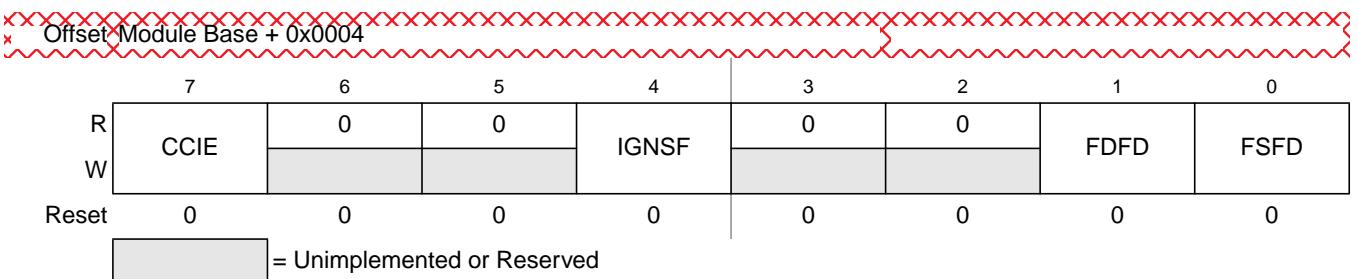 Offset Module Base + 0x0004
7 6 5 4 3 2 1 0
R CCIE 0 0 IGNSF 0 0 FDFD FSFD
W
Reset 0 0 0 0 0 0 0 0
= Unimplemented or Reserved